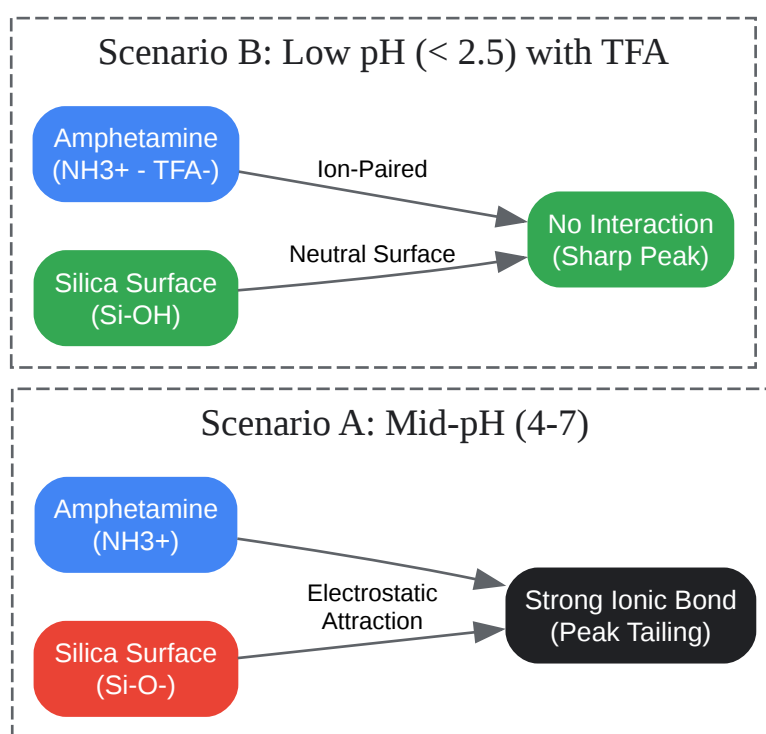 Scenario B: Low pH (< 2.5) with TFA
Amphetamine
(NH3+ - TFA-)
Ion-Paired
No Interaction
(Sharp Peak)
Neutral Surface
Silica Surface
(Si-OH)
Scenario A: Mid-pH (4-7)
Amphetamine
(NH3+)
Electrostatic
Attraction
Strong Ionic Bond
(Peak Tailing)
Silica Surface
(Si-O-)